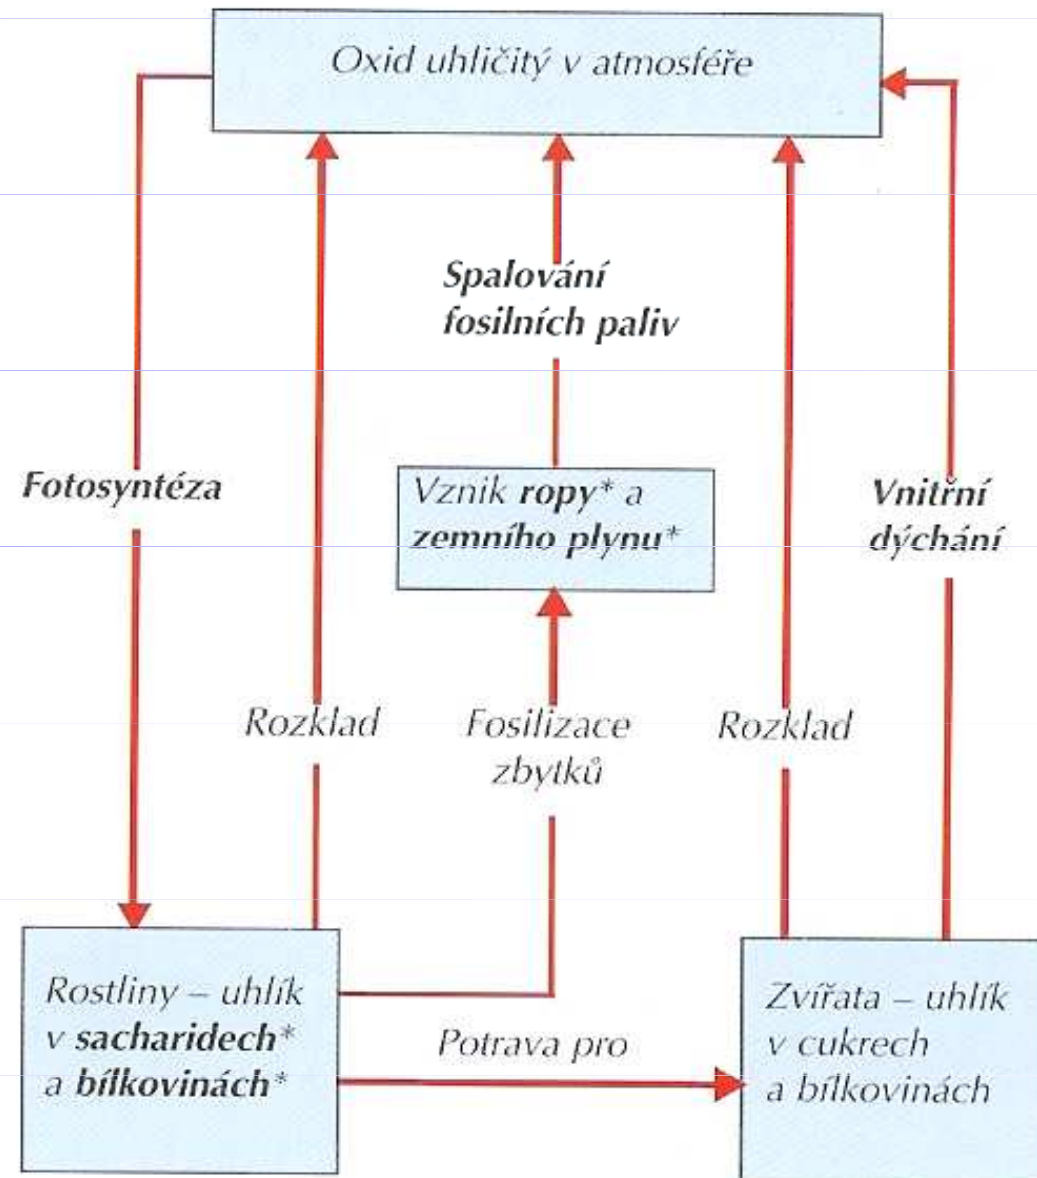 Oxid uhličitý v atmosféře
Spalování
fosilních paliv
Fotosyntéza
Vznik ropy* a
zemního plynu*
Vnitřní
dýchání
Rozklad
Fosilizace
zbytků
Rozklad
Rostliny – uhlík
v sacharidech*
a bílkovinách*
Potrava pro
Zvířata – uhlík
v cukrech
a bílkovinách